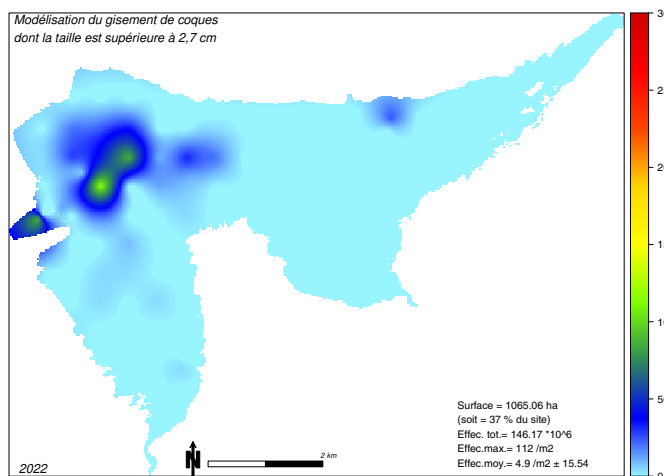 Modélisation du gisement de coques
dont la taille est supérieure à 2,7 cm
50
Surface = 1065.06 ha
(soit = 37 % du site)
Effec. tot.= 146.17 *10^6
Effec.max.= 112 /m2
Effec.moy.= 4.9 /m2 ± 15.54
N
2 km
2022